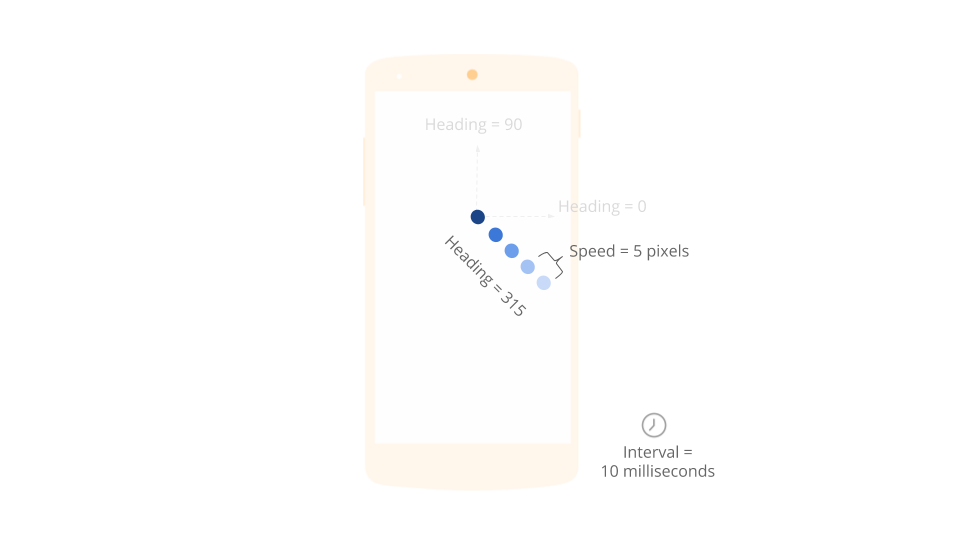 Heading = 90
Heading = 0
Speed = 5 pixels
Heading = 315
Interval =
10 milliseconds